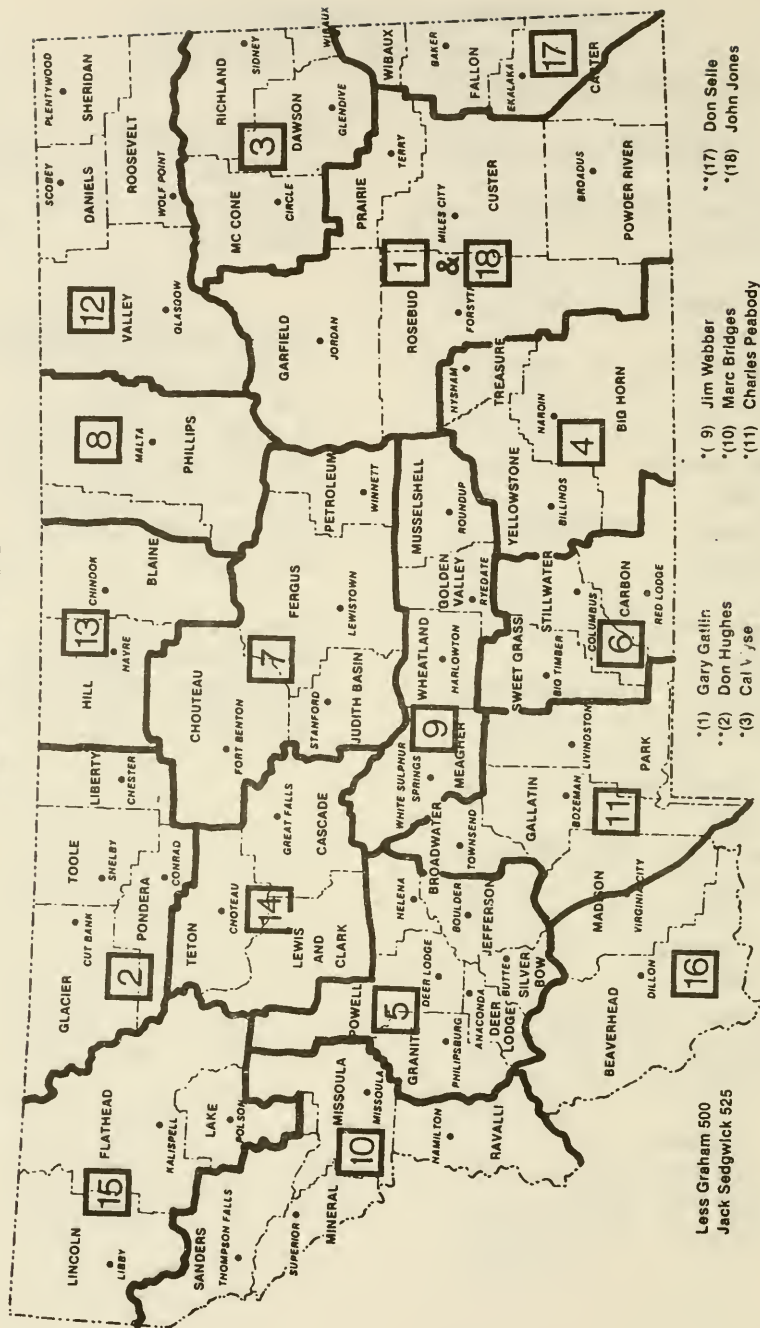 PLENTYWOOD
SCOBEY
SHERIDAN
DANIELS
ROOSEVELT
WOLF POINT
12
VALLEY
GLASGOW
8
MALTA
PHILLIPS
BLAINE
CHINOOK
13
HAVRE
HILL
LIBERTY
CHESTER
TOOLE
SHELBY
CONRAD
PONDERA
CUT BANK
2
GLACIER
FLATHEAD
KALISPELL
LAKE
POLSON
15
LINCOLN
LIBBY
SANDERS
THOMPSON FALLS
SUPERIOR
MINERAL
10
MISSOULA
MISSOULA
HAMILTON
RAVALLI
POWELL
5
GRANITE
DEER LODGE
PHILIPSBURG
ANACONDA
DEER
LODGE
BUTTE
SILVER
BOW
HELENA
BOULDER
JEFFERSON
TETON
CHOTEAU
14
LEWIS
AND
CLARK
GREAT FALLS
CASCADE
CHOUTEAU
FORT BENTON
7
FERGUS
LEWISTOWN
STANFORD
JUDITH BASIN
PETROLEUM
WINNETT
GARFIELD
JORDAN
MC CONE
CIRCLE
3
RICHLAND
SIDNEY
DAWSON
GLENDIVE
WIBAUX
WIBAUX
PRAIRIE
TERRY
BAKER
FALLON
EKALAKA
17
CARTER
1
&
18
MILES CITY
CUSTER
ROSEBUD
FORSYTH
BROADUS
POWDER RIVER
TREASURE
HYSHAM
HARDIN
4
BIG HORN
YELLOWSTONE
BILLINGS
MUSSELSHELL
ROUNDUP
GOLDEN
VALLEY
RYEDATE
WHEATLAND
HARLOWTON
9
WHITE SULPHUR
SPRINGS
MEAGHER
BROADWATER
TOWNSEND
SWEET GRASS
BIG TIMBER
STILLWATER
COLUMBUS
6
CARBON
RED LODGE
PARK
LIVINGSTON
GALLATIN
BOZEMAN
11
MADISON
VIRGINIA CITY
BEAVERHEAD
DILLON
16
Less Graham 500
Jack Sedgwick 525
*(1) Gary Gatlin
**(2) Don Hughes
*(3) Cal
*( 9) Jim Webber
*(10) Marc Bridges
*(11) Charles Peabody
**(17) Don Selle
*(18) John Jones